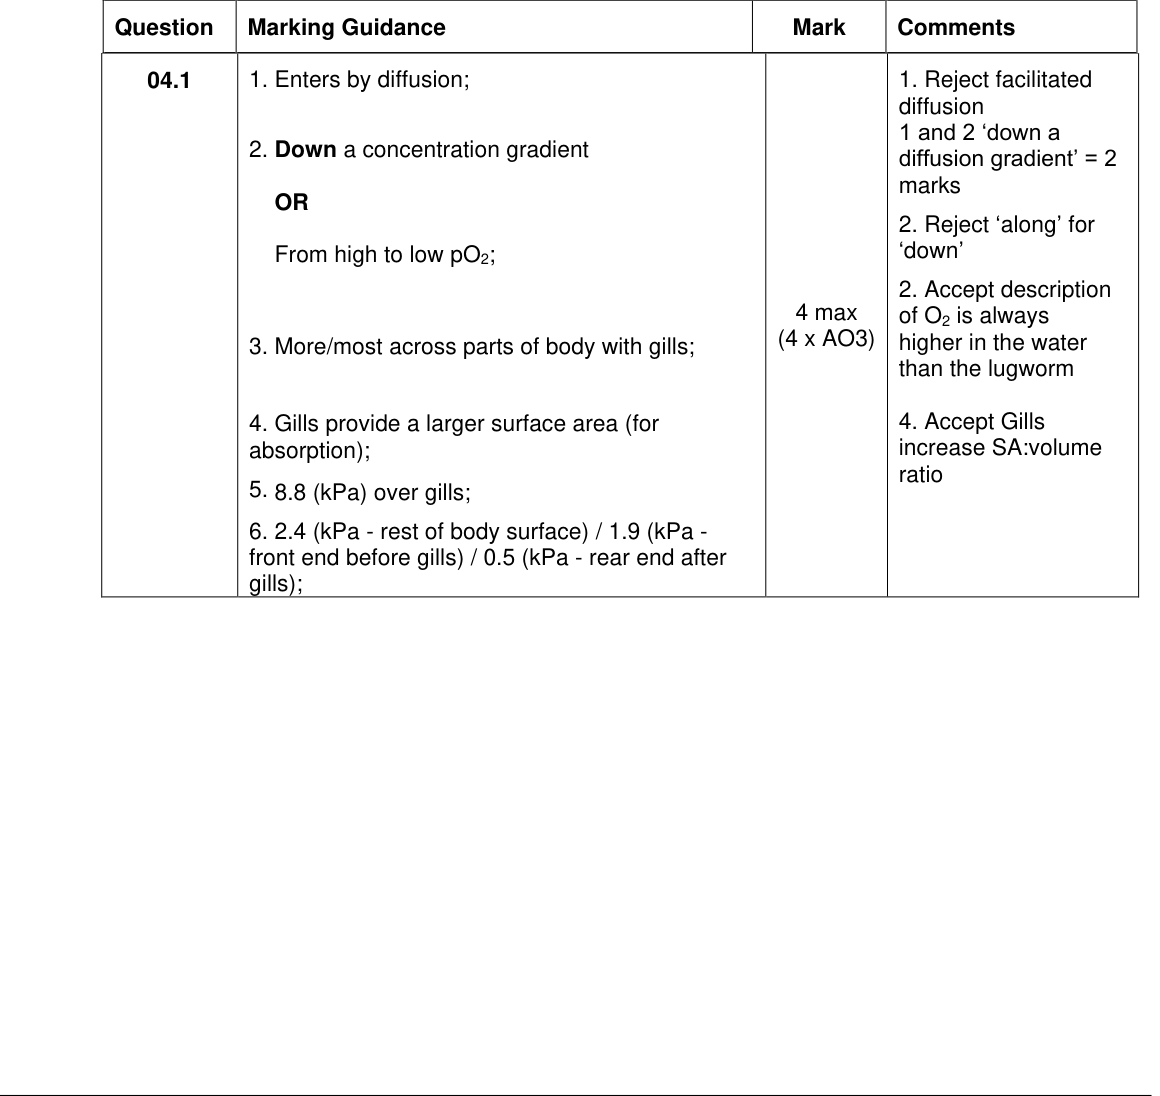 Question Marking Guidance Mark Comments
04.1
1. Enters by diffusion;
2. Down a concentration gradient
OR
From high to low pO₂;
3. More/most across parts of body with gills;
4. Gills provide a larger surface area (for
absorption);
5. 8.8 (kPa) over gills;
6. 2.4 (kPa - rest of body surface) / 1.9 (kPa -
front end before gills) / 0.5 (kPa - rear end after
gills);
4 max
(4 x AO3)
1. Reject facilitated
diffusion
1 and 2 ‘down a
diffusion gradient’ = 2
marks
2. Reject ‘along’ for
‘down’
2. Accept description
of O₂ is always
higher in the water
than the lugworm
4. Accept Gills
increase SA:volume
ratio